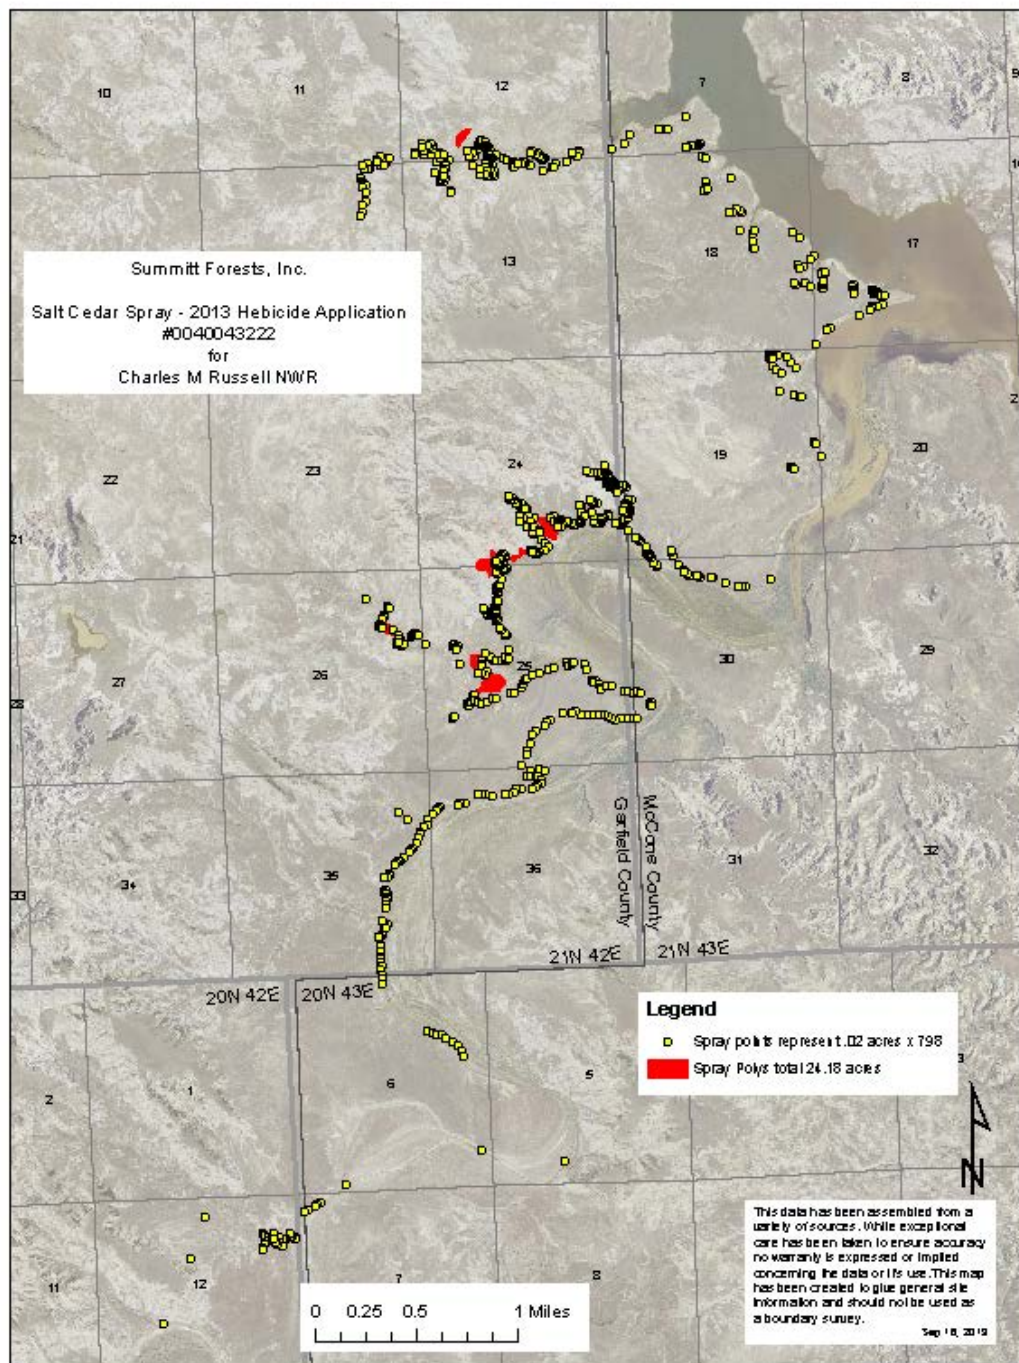 10
11
12
7
8
9
Summitt Forests, Inc.
Salt Cedar Spray - 2013 Hebicide Application
#0040043222
for
Charles M Russell NWR
13
18
17
16
22
23
24
19
20
21
21
27
26
25
30
29
28
34
35
36
31
32
33
Garfield County
McCone County
21N 42E
21N 43E
20N 42E
20N 43E
Legend
Spray points represent .02 acres x 798
Spray Polys total 24.18 acres
2
1
6
5
3
N
This data has been assembled from a
variety of sources. While exceptional
care has been taken to ensure accuracy
no warranty is expressed or implied
concerning the data or its use. This map
has been created to give general site
information and should not be used as
a boundary survey.
Sep 18, 2013
11
12
7
8
0 0.25 0.5 1 Miles